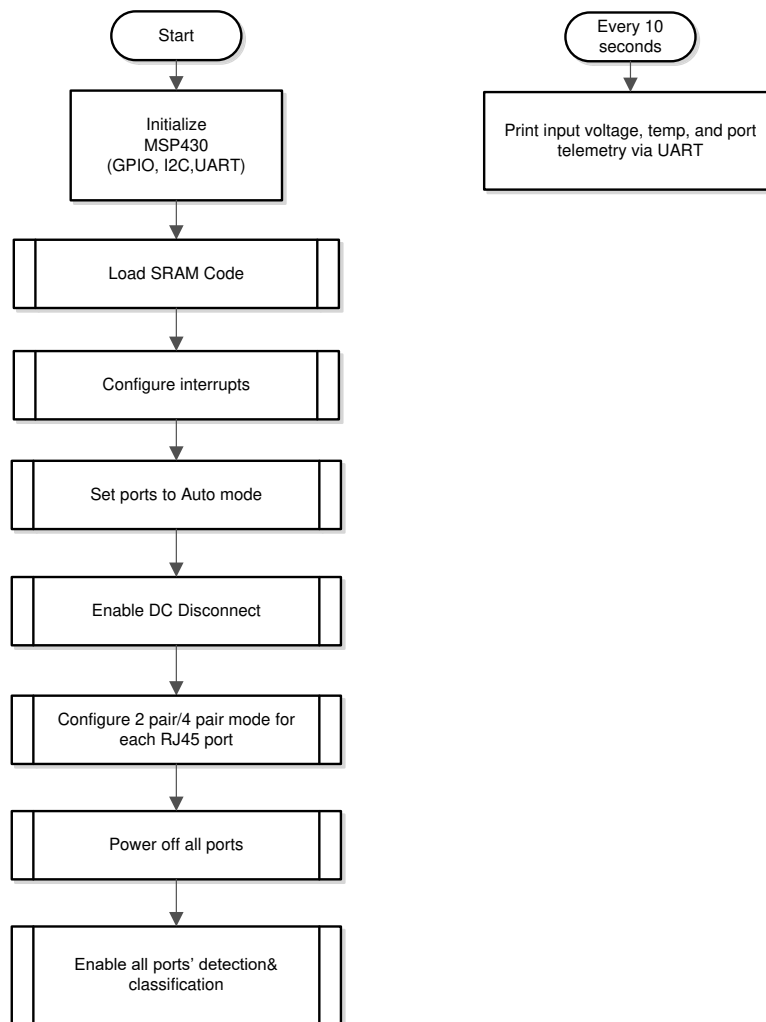 Start
Initialize
MSP430
(GPIO, I2C,UART)
Load SRAM Code
Configure interrupts
Set ports to Auto mode
Enable DC Disconnect
Configure 2 pair/4 pair mode for
each RJ45 port
Power off all ports
Enable all ports’ detection&
classification
Every 10
seconds
Print input voltage, temp, and port
telemetry via UART